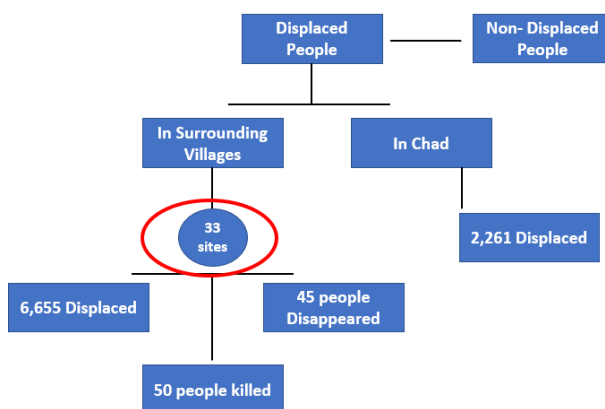 Displaced
People
Non- Displaced
People
In Surrounding
Villages
In Chad
33
sites
2,261 Displaced
6,655 Displaced
45 people
Disappeared
50 people killed